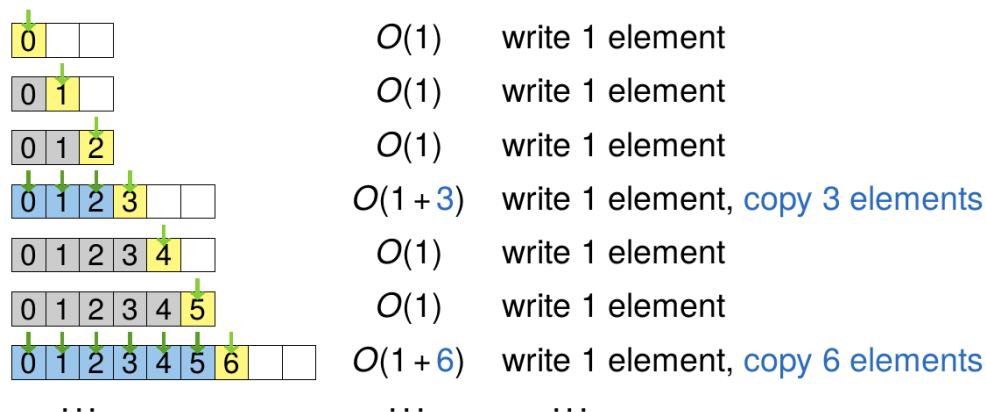 0 O(1) write 1 element
0 1 O(1) write 1 element
0 1 2 O(1) write 1 element
0 1 2 3 O(1 + 3) write 1 element, copy 3 elements
0 1 2 3 4 O(1) write 1 element
0 1 2 3 4 5 O(1) write 1 element
0 1 2 3 4 5 6 O(1 + 6) write 1 element, copy 6 elements
... ... ...